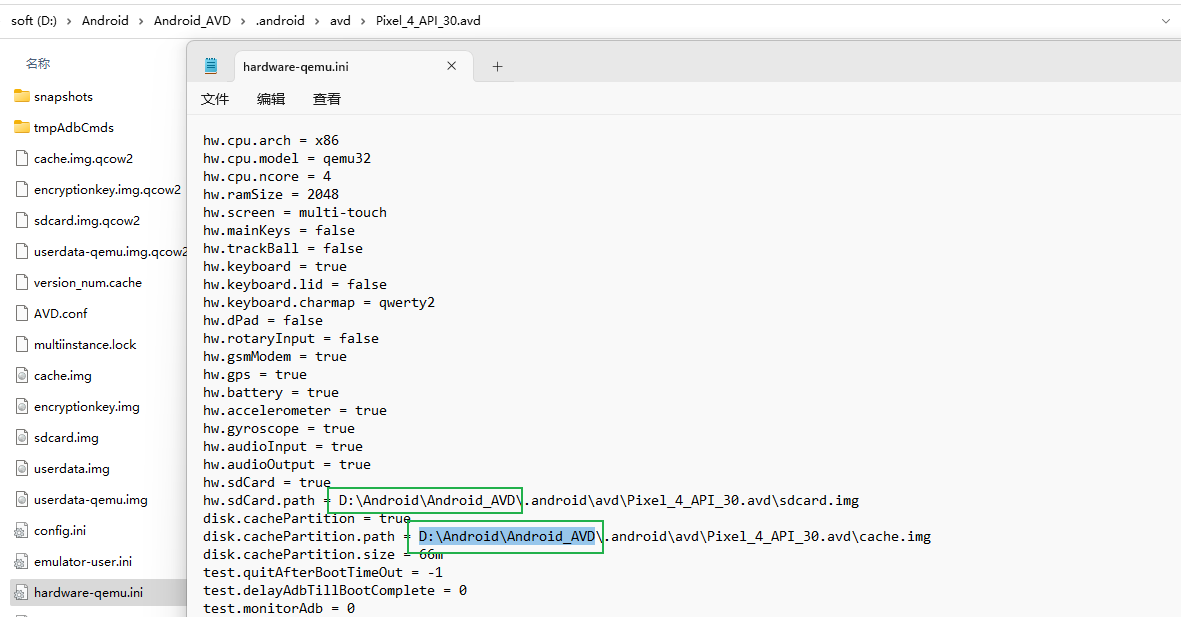 soft (D:) › Android › Android_AVD › .android › avd › Pixel_4_API_30.avd
名称
snapshots
tmpAdbCmds
cache.img.qcow2
encryptionkey.img.qcow2
sdcard.img.qcow2
userdata-qemu.img.qcow2
version_num.cache
AVD.conf
multiinstance.lock
cache.img
encryptionkey.img
sdcard.img
userdata.img
userdata-qemu.img
config.ini
emulator-user.ini
hardware-qemu.ini
hardware-qemu.ini
文件 编辑 查看
hw.cpu.arch = x86
hw.cpu.model = qemu32
hw.cpu.ncore = 4
hw.ramSize = 2048
hw.screen = multi-touch
hw.mainKeys = false
hw.trackBall = false
hw.keyboard = true
hw.keyboard.lid = false
hw.keyboard.charmap = qwerty2
hw.dPad = false
hw.rotaryInput = false
hw.gsmModem = true
hw.gps = true
hw.battery = true
hw.accelerometer = true
hw.gyroscope = true
hw.audioInput = true
hw.audioOutput = true
hw.sdCard = true
hw.sdCard.path = D:\Android\Android_AVD\.android\avd\Pixel_4_API_30.avd\sdcard.img
disk.cachePartition = true
disk.cachePartition.path = D:\Android\Android_AVD\.android\avd\Pixel_4_API_30.avd\cache.img
disk.cachePartition.size = 66m
test.quitAfterBootTimeOut = -1
test.delayAdbTillBootComplete = 0
test.monitorAdb = 0